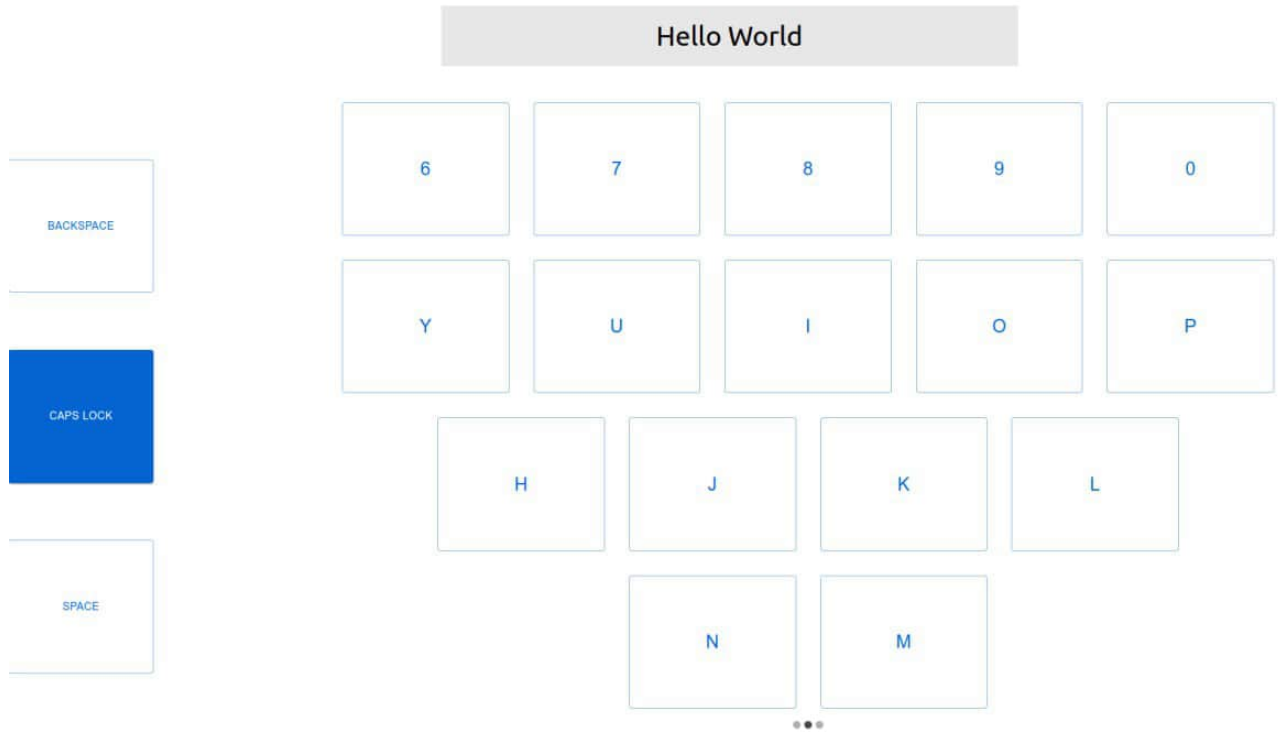 Hello World
6 7 8 9 0
BACKSPACE
Y U I O P
CAPS LOCK
H J K L
SPACE
N M